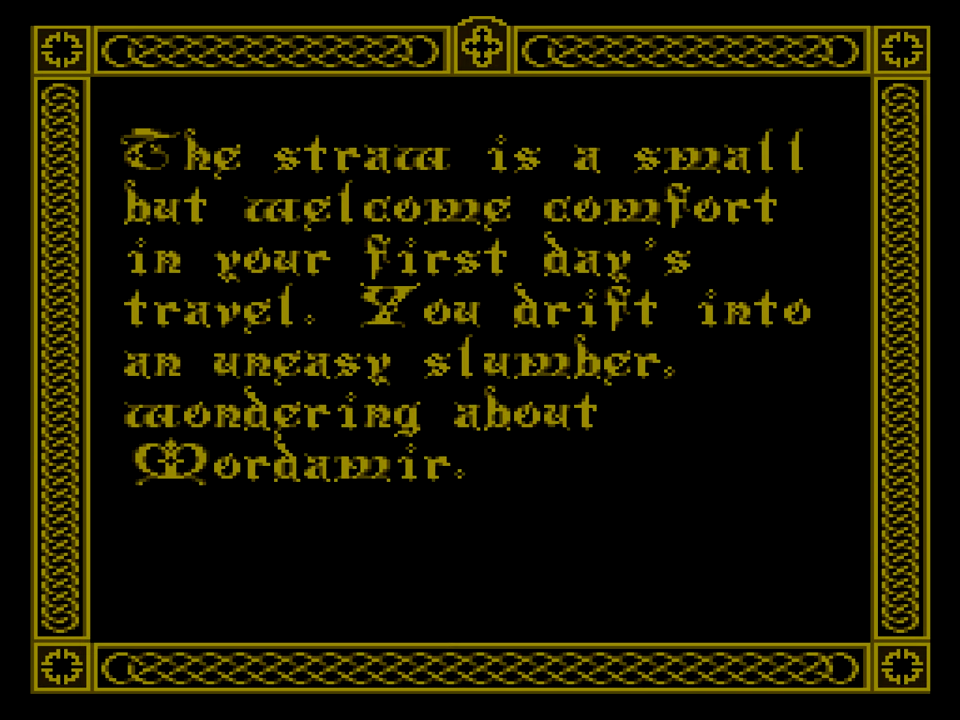 The straw is a small
but welcome comfort
in your first day's
travel. You drift into
an uneasy slumber,
wondering about
Mordamir.